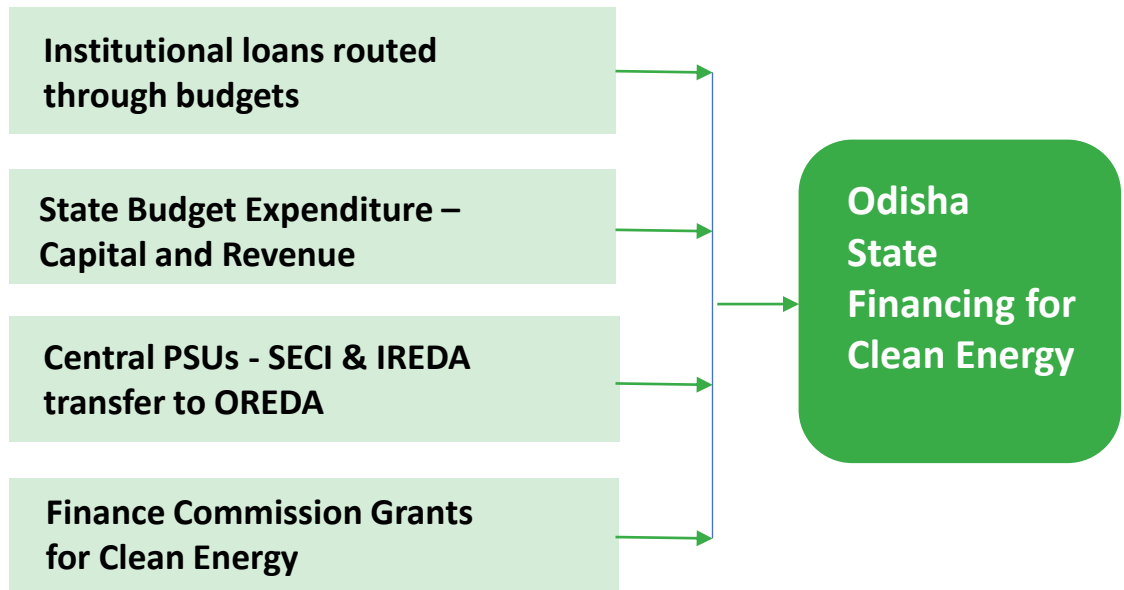 Institutional loans routed
through budgets
State Budget Expenditure –
Capital and Revenue
Central PSUs - SECI & IREDA
transfer to OREDA
Finance Commission Grants
for Clean Energy
Odisha
State
Financing for
Clean Energy